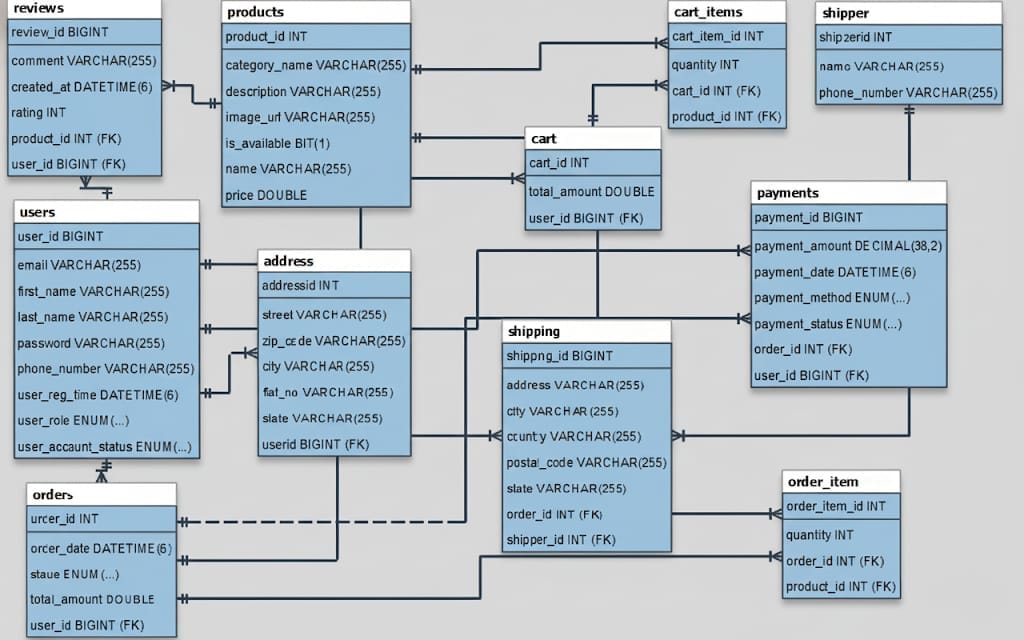 reviews
review_id BIGINT
comment VARCHAR(255)
created_at DATETIME(6)
rating INT
product_id INT (FK)
user_id BIGINT (FK)
products
product_id INT
category_name VARCHAR(255)
description VARCHAR(255)
image_url VARCHAR(255)
is_available BIT(1)
name VARCHAR(255)
price DOUBLE
cart_items
cart_item_id INT
quantity INT
cart_id INT (FK)
product_id INT (FK)
shipper
shipzerid INT
namc VARCHAR(255)
phone_number VARCHAR(255)
cart
cart_id INT
total_amount DOUBLE
user_id BIGINT (FK)
payments
payment_id BIGINT
payment_amount DECIMAL(38,2)
payment_date DATETIME(6)
payment_method ENUM(...)
payment_status ENUM(...)
order_id INT (FK)
user_id BIGINT (FK)
users
user_id BIGINT
email VARCHAR(255)
first_name VARCHAR(255)
last_name VARCHAR(255)
password VARCHAR(255)
phone_number VARCHAR(255)
user_reg_time DATETIME(6)
user_role ENUM(...)
user_account_status ENUM(...)
address
addressid INT
street VARCHAR(255)
zip_code VARCHAR(255)
city VARCHAR(255)
flat_no VARCHAR(255)
slate VARCHAR(255)
userid BIGINT (FK)
shipping
shippng_id BIGINT
address VARCHAR(255)
ctty VARCHAR (255)
country VARCHAR(255)
postal_code VARCHAR(255)
state VARCHAR(255)
order_id INT (FK)
shipper_id INT (FK)
orders
urcer_id INT
orcer_date DATETIME(6)
staue ENUM (...)
total_amount DOUBLE
user_id BIGINT (FK)
order_item
order_item_id INT
quantity INT
order_id INT (FK)
product_id INT (FK)